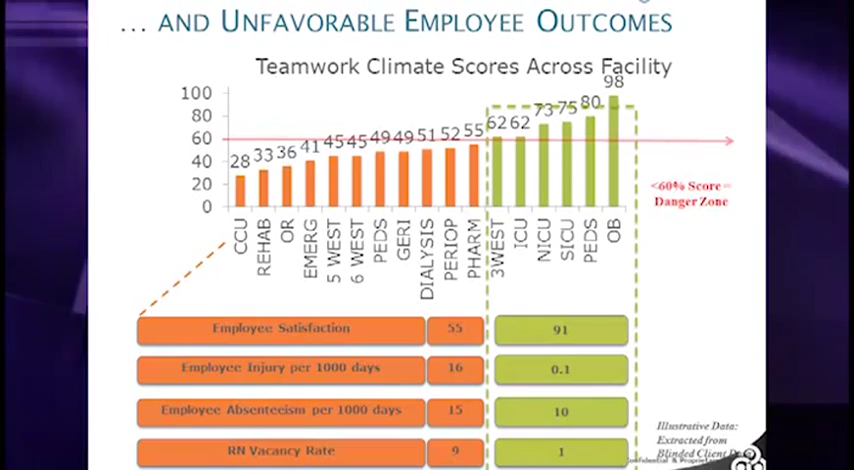 ... AND UNFAVORABLE EMPLOYEE OUTCOMES
Teamwork Climate Scores Across Facility
100
80
60
40
20
0
28 33 36 41 45 45 49 49 51 52 55 62 62 73 75 80 98
CCU REHAB OR EMERG 5 WEST 6 WEST PEDS GERI DIALYSIS PERIOP PHARM 3WEST ICU NICU SICU PEDS OB
<60% Score =
Danger Zone
Employee Satisfaction 55 91
Employee Injury per 1000 days 16 0.1
Employee Absenteeism per 1000 days 15 10
RN Vacancy Rate 9 1
Illustrative Data:
Extracted from
Blinded Client
Confidential &